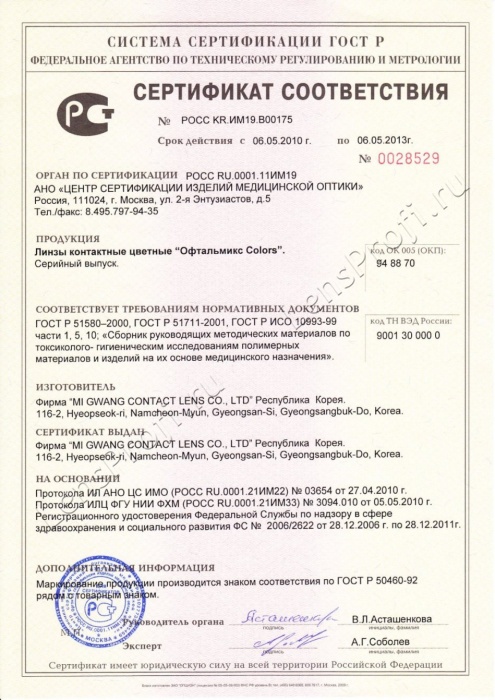 СИСТЕМА СЕРТИФИКАЦИИ ГОСТ Р
ФЕДЕРАЛЬНОЕ АГЕНТСТВО ПО ТЕХНИЧЕСКОМУ РЕГУЛИРОВАНИЮ И МЕТРОЛОГИИ
СЕРТИФИКАТ СООТВЕТСТВИЯ
№ РОСС KR.ИМ19.В00175
Срок действия с 06.05.2010 г. по 06.05.2013г.
№ 0028529
ОРГАН ПО СЕРТИФИКАЦИИ РОСС RU.0001.11ИМ19
АНО «ЦЕНТР СЕРТИФИКАЦИИ ИЗДЕЛИЙ МЕДИЦИНСКОЙ ОПТИКИ»
Россия, 111024, г. Москва, ул. 2-я Энтузиастов, д.5
Тел./факс: 8.495.797-94-35
ПРОДУКЦИЯ
Линзы контактные цветные “Офтальмикс Colors”.
Серийный выпуск.
код ОК 005 (ОКП):
94 88 70
СООТВЕТСТВУЕТ ТРЕБОВАНИЯМ НОРМАТИВНЫХ ДОКУМЕНТОВ
ГОСТ Р 51580–2000, ГОСТ Р 51711-2001, ГОСТ Р ИСО 10993-99
части 1, 5, 10; «Сборник руководящих методических материалов по
токсиколого- гигиеническим исследованиям полимерных
материалов и изделий на их основе медицинского назначения».
код ТН ВЭД России:
9001 30 000 0
ИЗГОТОВИТЕЛЬ
Фирма “MI GWANG CONTACT LENS CO., LTD” Республика Корея.
116-2, Hyeopseok-ri, Namcheon-Myun, Gyeongsan-Si, Gyeongsangbuk-Do, Korea.
СЕРТИФИКАТ ВЫДАН
Фирма “MI GWANG CONTACT LENS CO., LTD” Республика Корея.
116-2, Hyeopseok-ri, Namcheon-Myun, Gyeongsan-Si, Gyeongsangbuk-Do, Korea.
НА ОСНОВАНИИ
Протокола ИЛ АНО ЦС ИМО (РОСС RU.0001.21ИМ22) № 03654 от 27.04.2010 г.
Протокола ИЛЦ ФГУ НИИ ФХМ (РОСС RU.0001.21ИМ33) № 3094.010 от 05.05.2010 г.
Регистрационного удостоверения Федеральной Службы по надзору в сфере
здравоохранения и социального развития ФС № 2006/2622 от 28.12.2006 г. по 28.12.2011г.
ДОПОЛНИТЕЛЬНАЯ ИНФОРМАЦИЯ
Маркирование продукции производится знаком соответствия по ГОСТ Р 50460-92
рядом с товарным знаком.
Руководитель органа
подпись
В.Л.Асташенкова
инициалы, фамилия
М.П.
Эксперт
подпись
А.Г.Соболев
инициалы, фамилия
МОСКВА
Сертификат имеет юридическую силу на всей территории Российской Федерации
LensProfi.ru
LensProfi.ru